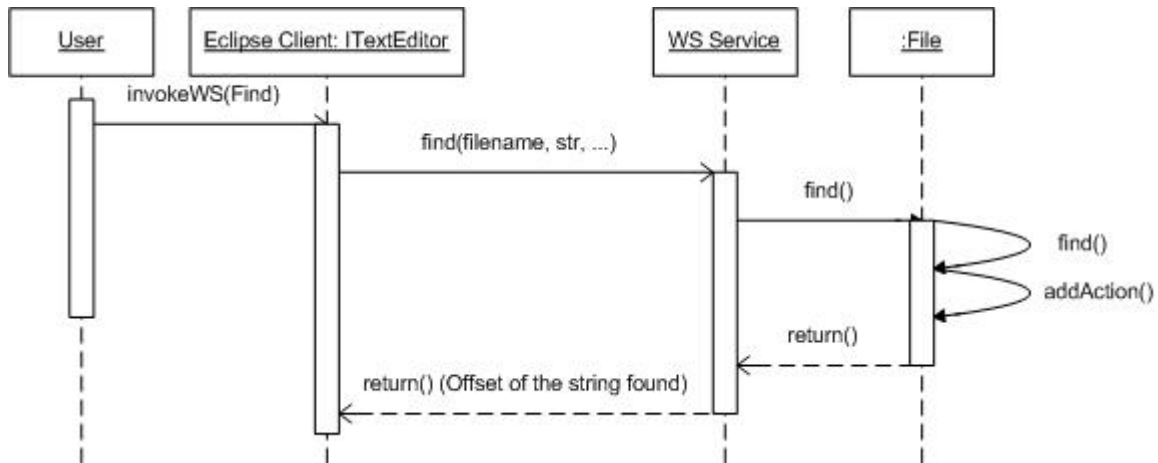 User
Eclipse Client: ITextEditor
WS Service
:File
invokeWS(Find)
find(filename, str, ...)
find()
find()
addAction()
return()
return() (Offset of the string found)